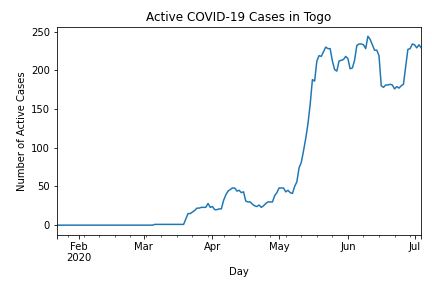 Active COVID-19 Cases in Togo
Number of Active Cases
250
200
150
100
50
0
Feb Mar Apr May Jun Jul
2020
Day